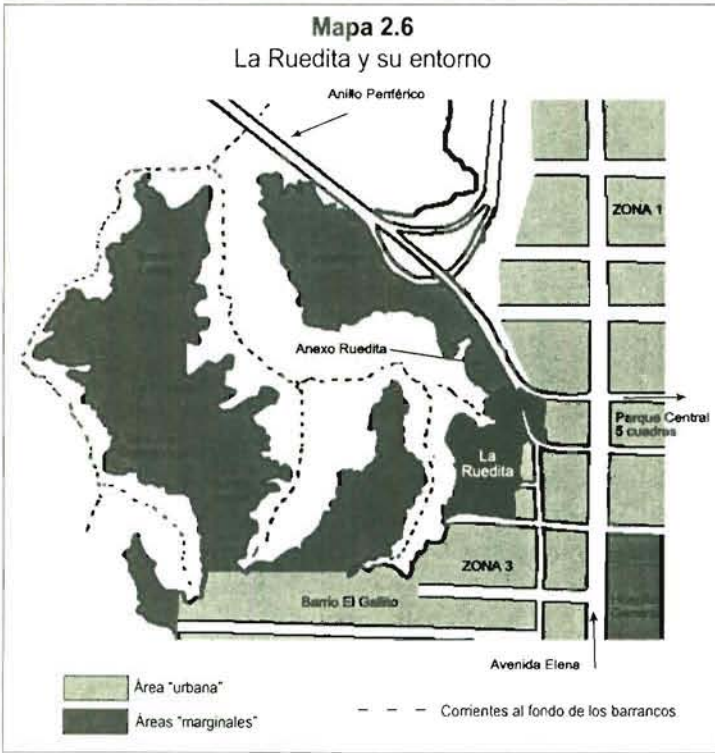 Mapa 2.6
La Ruedita y su entorno
Anillo Periférico
ZONA 1
Anexo Ruedita
Parque Central
5 cuadras
La
Ruedita
ZONA 3
Barrio El Gallito
Avenida Elena
Área "urbana"
Áreas "marginales"
Corrientes al fondo de los barrancos